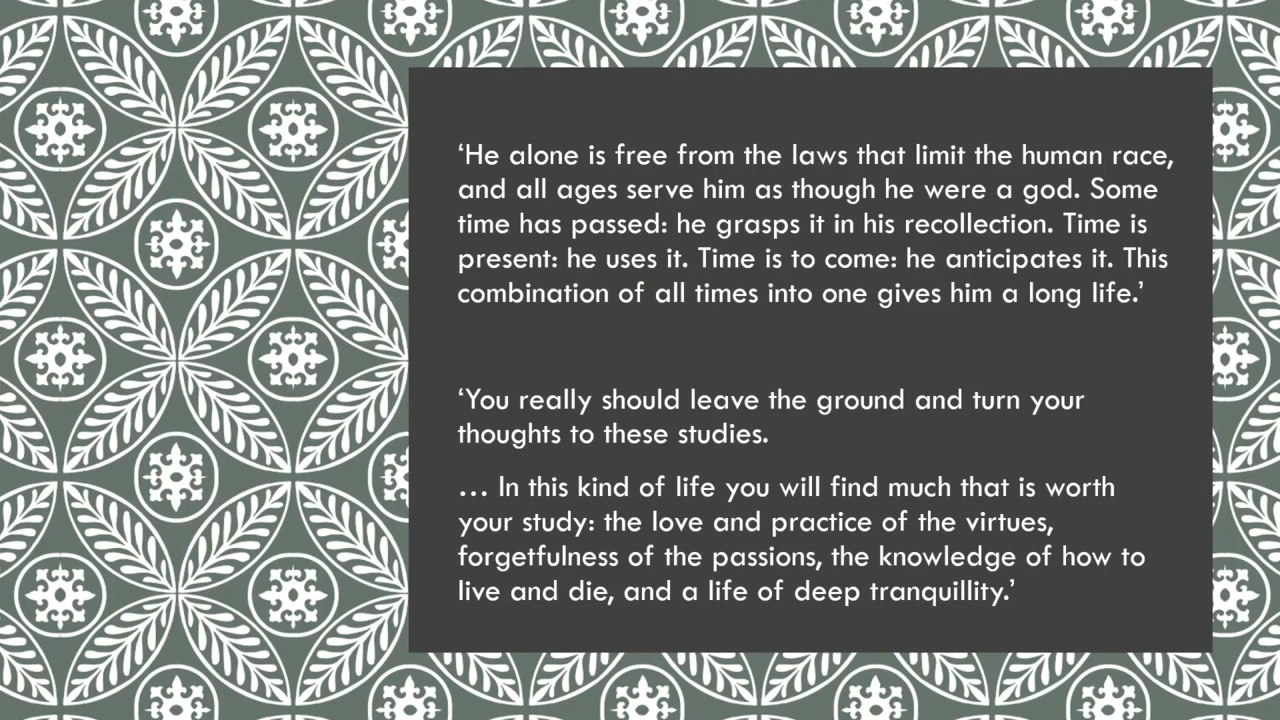 ‘He alone is free from the laws that limit the human race,
and all ages serve him as though he were a god. Some
time has passed: he grasps it in his recollection. Time is
present: he uses it. Time is to come: he anticipates it. This
combination of all times into one gives him a long life.’
‘You really should leave the ground and turn your
thoughts to these studies.
… In this kind of life you will find much that is worth
your study: the love and practice of the virtues,
forgetfulness of the passions, the knowledge of how to
live and die, and a life of deep tranquillity.’